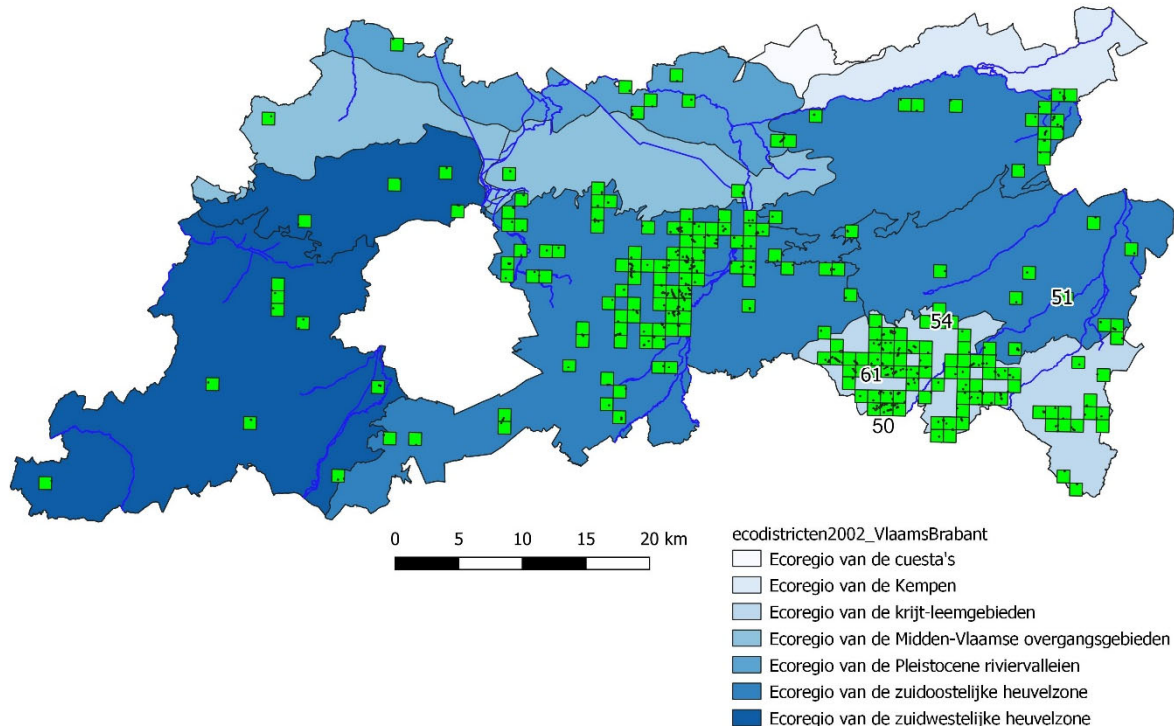 51
54
61
50
0 5 10 15 20 km
ecodistricten2002_VlaamsBrabant
Ecoregio van de cuesta's
Ecoregio van de Kempen
Ecoregio van de krijt-leemgebieden
Ecoregio van de Midden-Vlaamse overgangsgebieden
Ecoregio van de Pleistocene riviervalleien
Ecoregio van de zuidoostelijke heuvelzone
Ecoregio van de zuidwestelijke heuvelzone